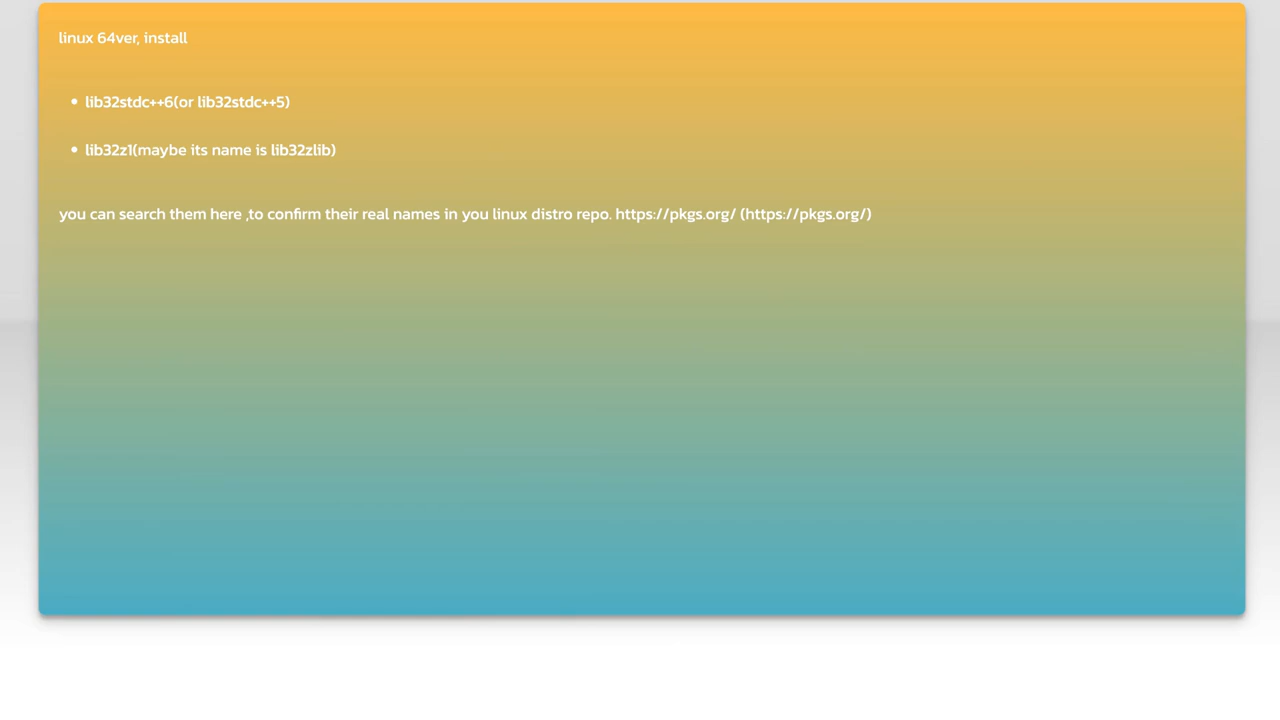 linux 64ver, install
lib32stdc++6(or lib32stdc++5)
lib32z1(maybe its name is lib32zlib)
you can search them here ,to confirm their real names in you linux distro repo. https://pkgs.org/ (https://pkgs.org/)